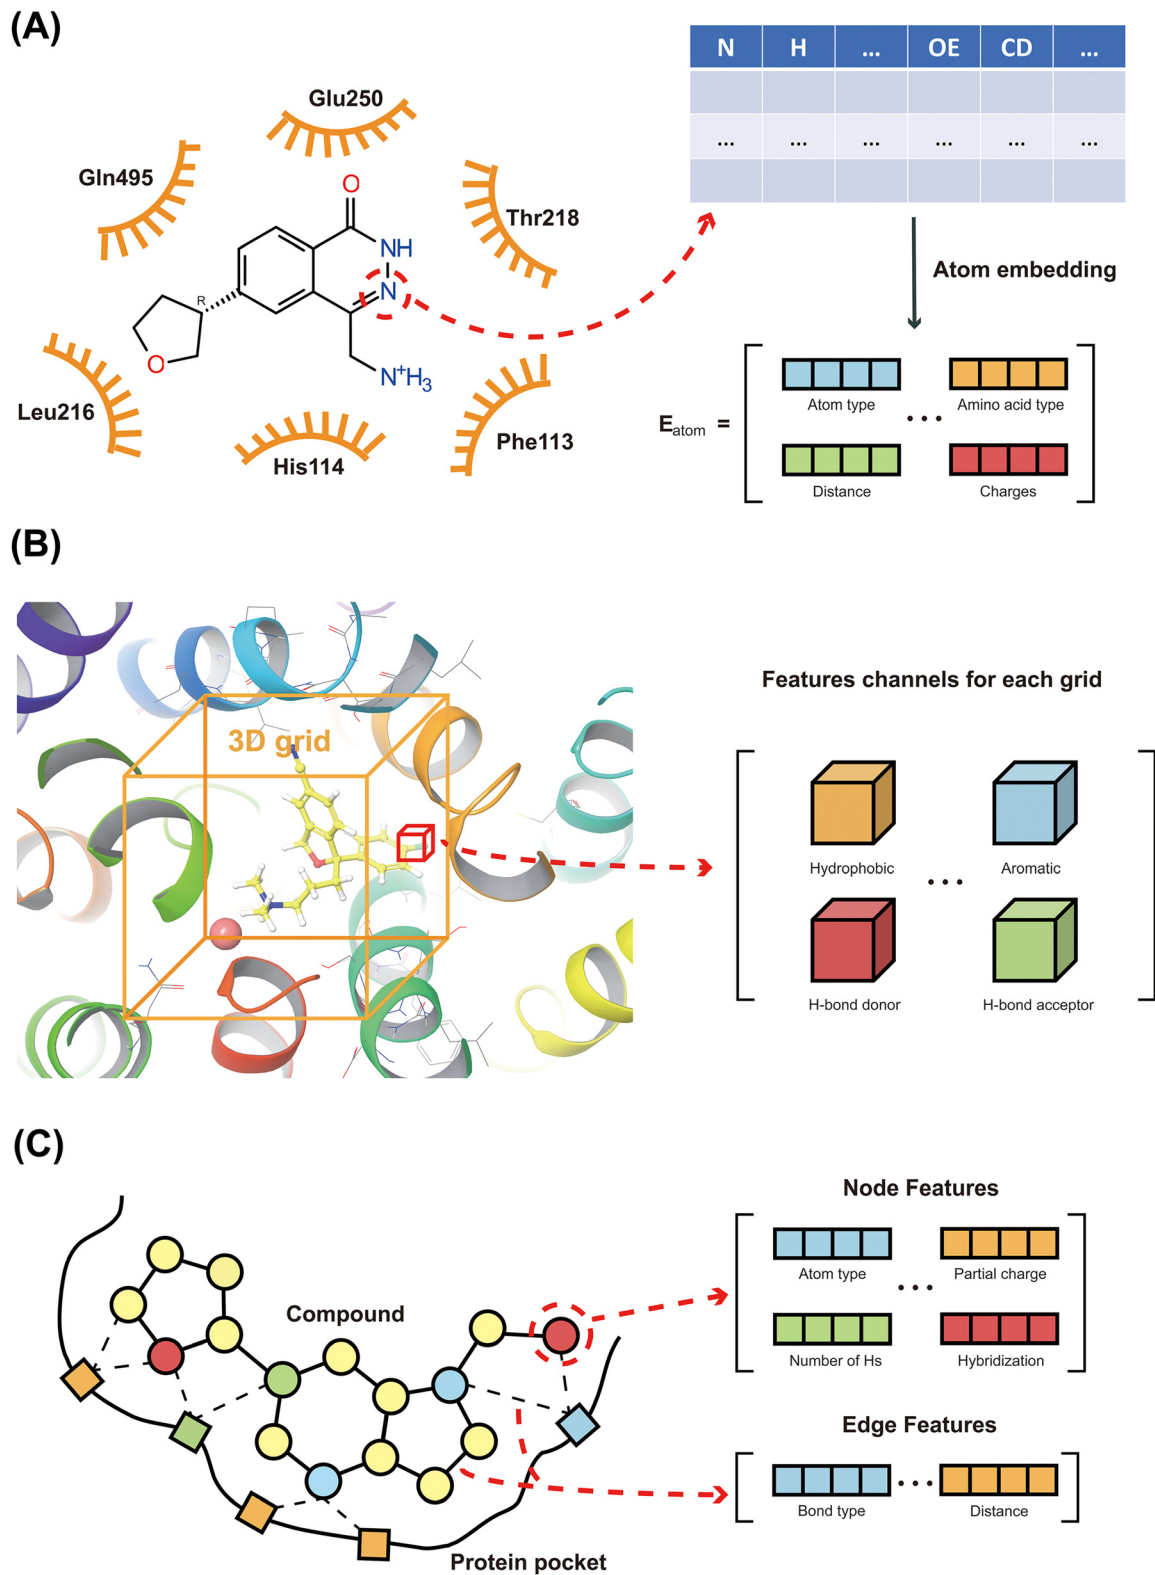 (A)
N H ... OE CD ...
... ... ... ... ... ...
Glu250
Gln495
Thr218
O
NH
N
R
O
N⁺H₃
Leu216
His114
Phe113
Atom embedding
E_atom =
Atom type ... Amino acid type
Distance Charges
(B)
3D grid
Features channels for each grid
Hydrophobic ... Aromatic
H-bond donor H-bond acceptor
(C)
Compound
Protein pocket
Node Features
Atom type ... Partial charge
Number of Hs Hybridization
Edge Features
Bond type ... Distance